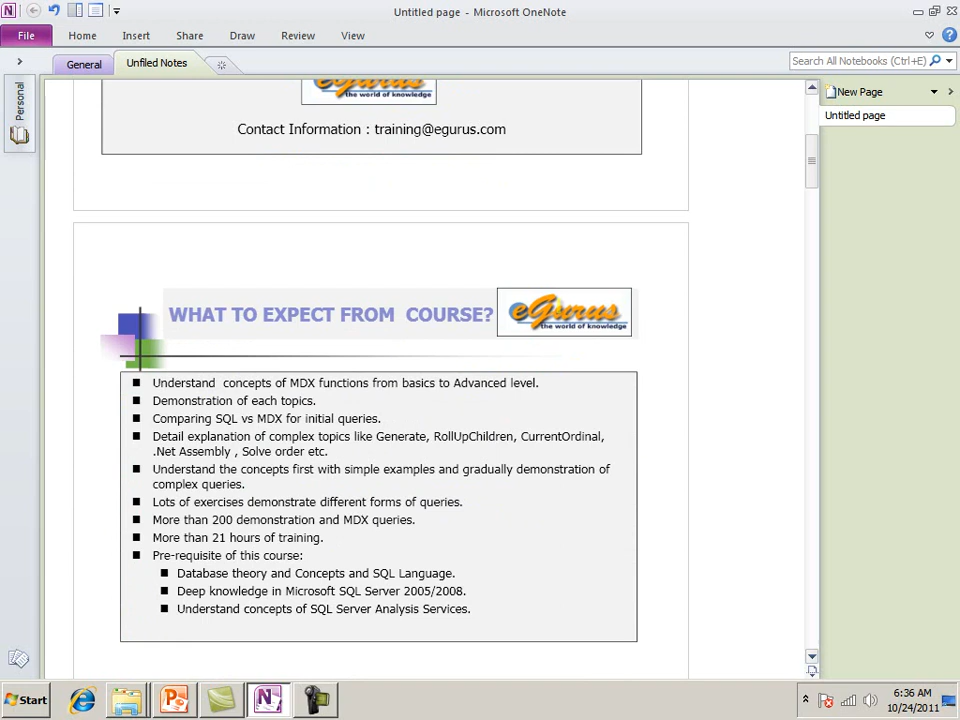 Untitled page - Microsoft OneNote
File Home Insert Share Draw Review View
General Unfiled Notes
Search All Notebooks (Ctrl+E)
Personal
New Page
Untitled page
eGurus
the world of knowledge
Contact Information : training@egurus.com
WHAT TO EXPECT FROM COURSE?
eGurus
the world of knowledge
Understand concepts of MDX functions from basics to Advanced level.
Demonstration of each topics.
Comparing SQL vs MDX for initial queries.
Detail explanation of complex topics like Generate, RollUpChildren, CurrentOrdinal,
.Net Assembly , Solve order etc.
Understand the concepts first with simple examples and gradually demonstration of
complex queries.
Lots of exercises demonstrate different forms of queries.
More than 200 demonstration and MDX queries.
More than 21 hours of training.
Pre-requisite of this course:
Database theory and Concepts and SQL Language.
Deep knowledge in Microsoft SQL Server 2005/2008.
Understand concepts of SQL Server Analysis Services.
Start
6:36 AM
10/24/2011